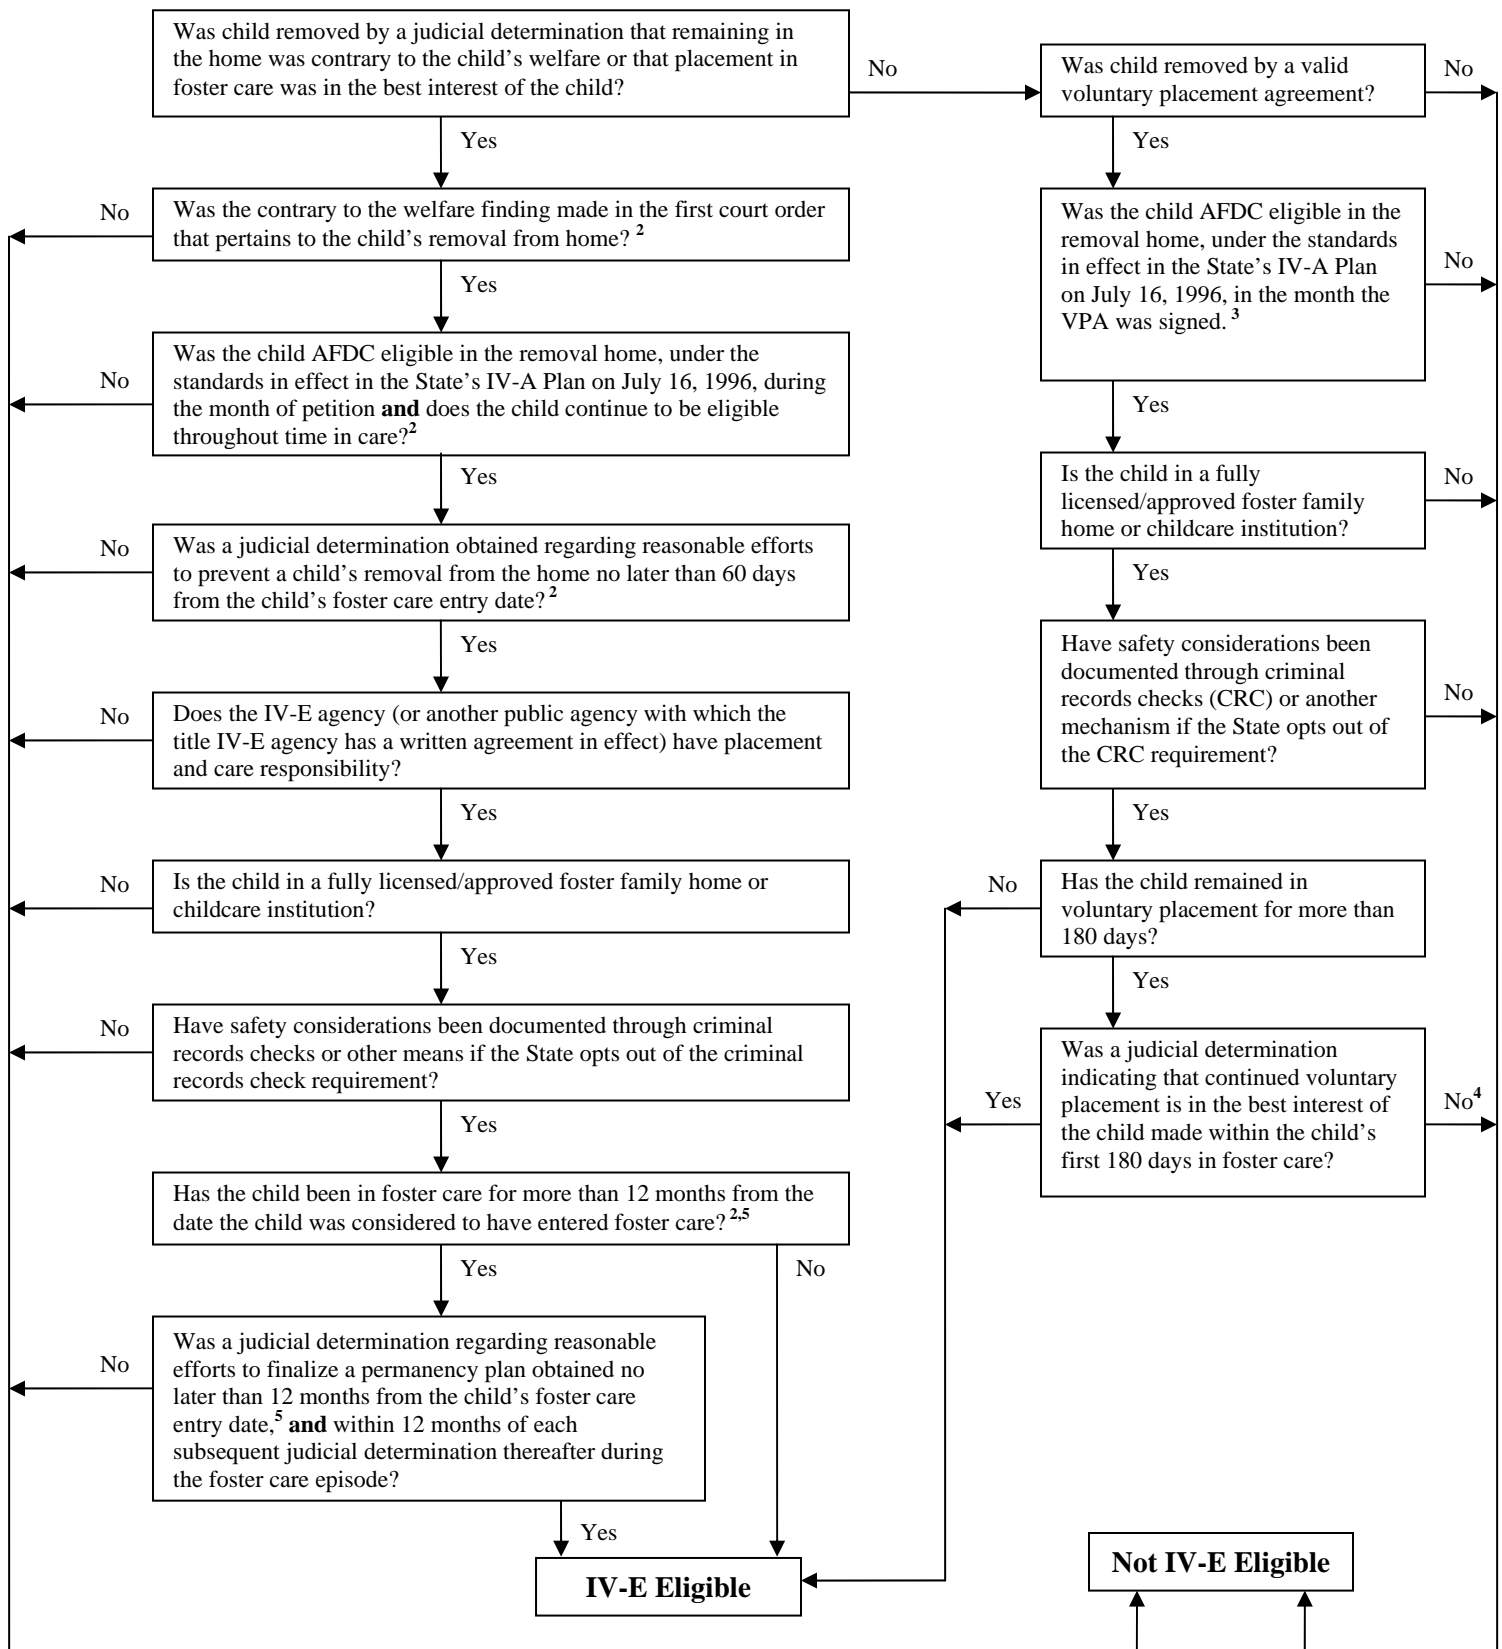 Was child removed by a judicial determination that remaining in
the home was contrary to the child’s welfare or that placement in
foster care was in the best interest of the child?
No
Was child removed by a valid
voluntary placement agreement?
No
Yes
Yes
No
Was the contrary to the welfare finding made in the first court order
that pertains to the child’s removal from home? 2
Yes
Was the child AFDC eligible in the
removal home, under the standards
in effect in the State’s IV-A Plan
on July 16, 1996, in the month the
VPA was signed. 3
No
Yes
No
Was the child AFDC eligible in the removal home, under the
standards in effect in the State’s IV-A Plan on July 16, 1996, during
the month of petition and does the child continue to be eligible
throughout time in care?2
Yes
Is the child in a fully
licensed/approved foster family
home or childcare institution?
No
Yes
No
Was a judicial determination obtained regarding reasonable efforts
to prevent a child’s removal from the home no later than 60 days
from the child’s foster care entry date? 2
Yes
Have safety considerations been
documented through criminal
records checks (CRC) or another
mechanism if the State opts out of
the CRC requirement?
No
Yes
No
Does the IV-E agency (or another public agency with which the
title IV-E agency has a written agreement in effect) have placement
and care responsibility?
Yes
No
Has the child remained in
voluntary placement for more than
180 days?
Yes
No
Is the child in a fully licensed/approved foster family home or
childcare institution?
Yes
Yes
Was a judicial determination
indicating that continued voluntary
placement is in the best interest of
the child made within the child’s
first 180 days in foster care?
No4
No
Have safety considerations been documented through criminal
records checks or other means if the State opts out of the criminal
records check requirement?
Yes
Has the child been in foster care for more than 12 months from the
date the child was considered to have entered foster care? 2,5
Yes
No
No
Was a judicial determination regarding reasonable
efforts to finalize a permanency plan obtained no
later than 12 months from the child’s foster care
entry date,5 and within 12 months of each
subsequent judicial determination thereafter during
the foster care episode?
Yes
IV-E Eligible
Not IV-E Eligible